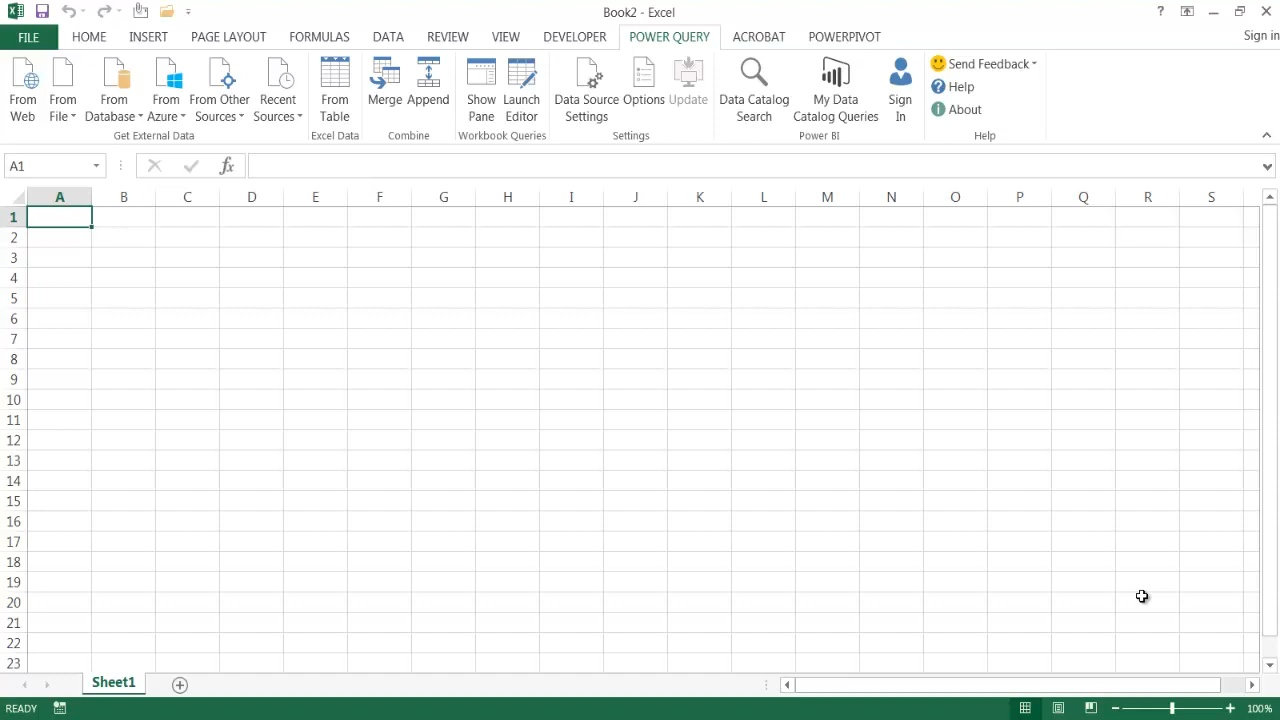 Book2 - Excel
?
Sign in
FILE HOME INSERT PAGE LAYOUT FORMULAS DATA REVIEW VIEW DEVELOPER POWER QUERY ACROBAT POWERPIVOT
From Web
From File
From Database
From Azure
From Other Sources
Recent Sources
Get External Data
From Table
Excel Data
Merge
Append
Combine
Show Pane
Launch Editor
Workbook Queries
Data Source Settings
Options
Update
Settings
Data Catalog Search
My Data Catalog Queries
Sign In
Power BI
Send Feedback
Help
About
Help
A1
fx
A B C D E F G H I J K L M N O P Q R S
1
2
3
4
5
6
7
8
9
10
11
12
13
14
15
16
17
18
19
20
21
22
23
Sheet1
READY
100%